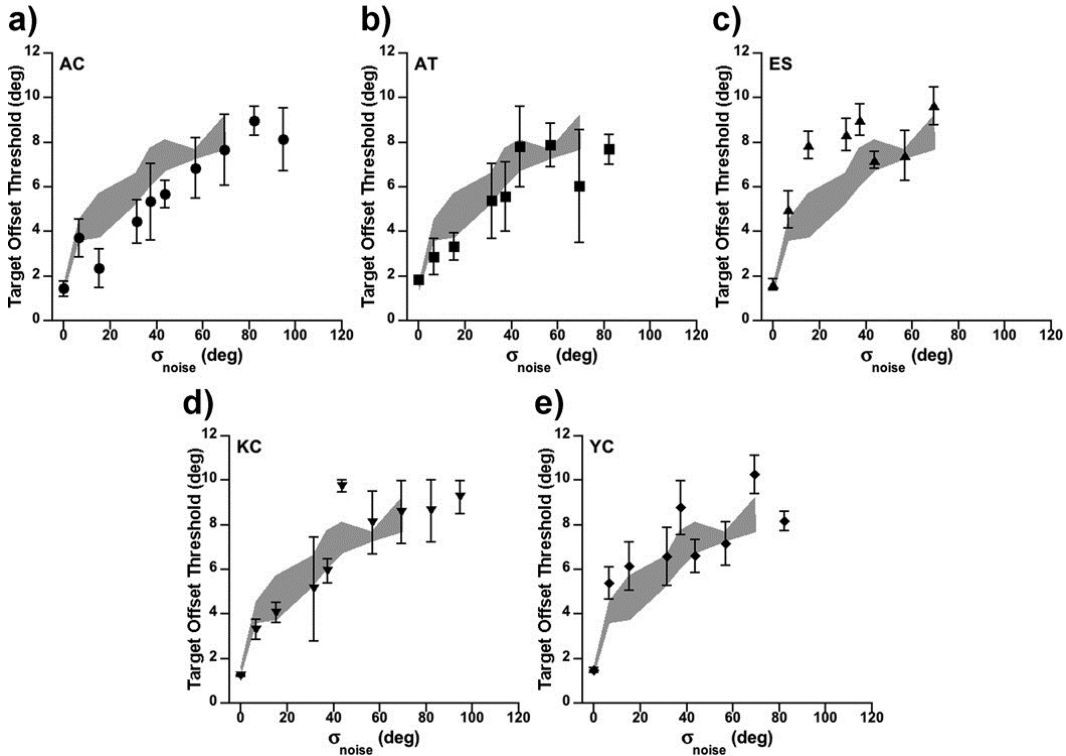 a)
AC
Target Offset Threshold (deg)
12
10
8
6
4
2
0
0 20 40 60 80 100 120
σnoise (deg)
b)
AT
Target Offset Threshold (deg)
12
10
8
6
4
2
0
0 20 40 60 80 100 120
σnoise (deg)
c)
ES
Target Offset Threshold (deg)
12
10
8
6
4
2
0
0 20 40 60 80 100 120
σnoise (deg)
d)
KC
Target Offset Threshold (deg)
12
10
8
6
4
2
0
0 20 40 60 80 100 120
σnoise (deg)
e)
YC
Target Offset Threshold (deg)
12
10
8
6
4
2
0
0 20 40 60 80 100 120
σnoise (deg)